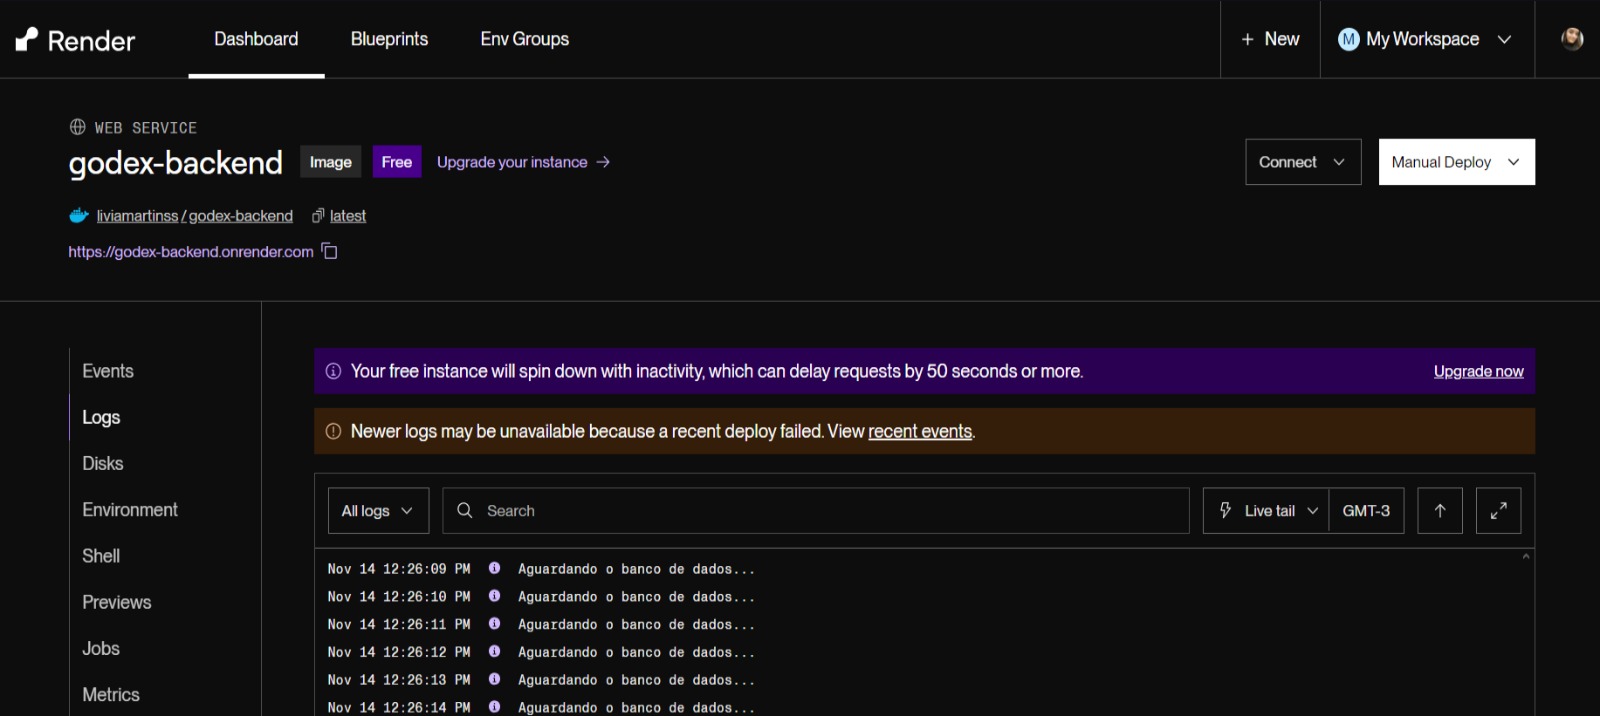 Render
Dashboard
Blueprints
Env Groups
+ New
M My Workspace
WEB SERVICE
godex-backend
Image
Free
Upgrade your instance →
Connect
Manual Deploy
liviamartinss / godex-backend
latest
https://godex-backend.onrender.com
Events
Logs
Disks
Environment
Shell
Previews
Jobs
Metrics
Your free instance will spin down with inactivity, which can delay requests by 50 seconds or more.
Upgrade now
Newer logs may be unavailable because a recent deploy failed. View recent events.
All logs
Search
Live tail
GMT-3
Nov 14 12:26:09 PM Aguardando o banco de dados...
Nov 14 12:26:10 PM Aguardando o banco de dados...
Nov 14 12:26:11 PM Aguardando o banco de dados...
Nov 14 12:26:12 PM Aguardando o banco de dados...
Nov 14 12:26:13 PM Aguardando o banco de dados...
Nov 14 12:26:14 PM Aguardando o banco de dados...